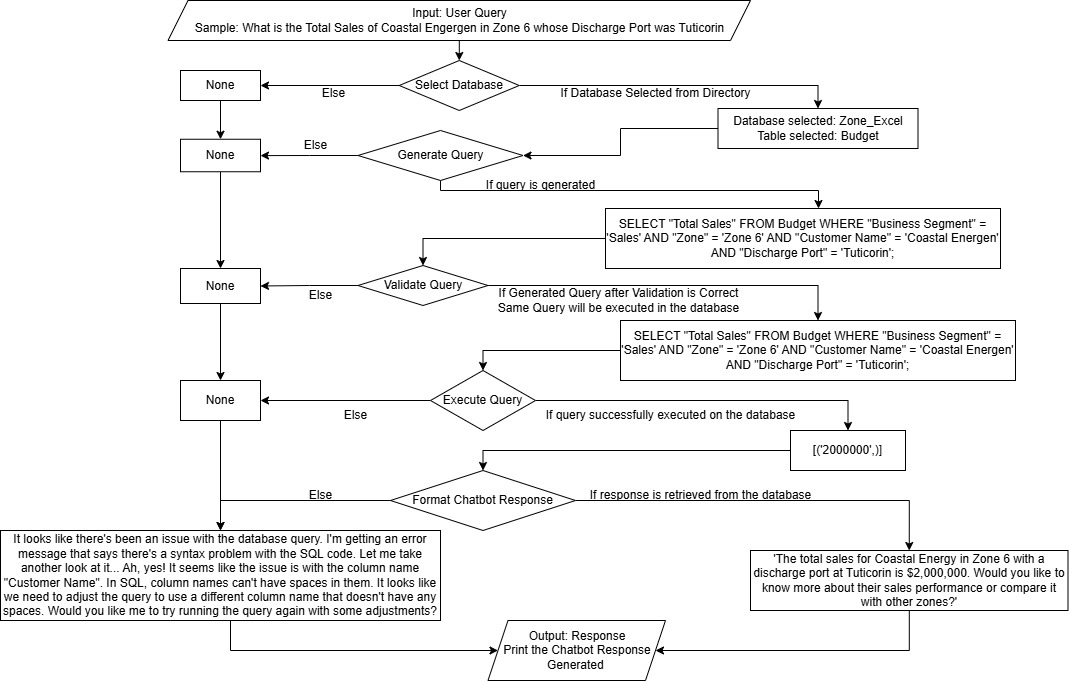 Input: User Query
Sample: What is the Total Sales of Coastal Engergen in Zone 6 whose Discharge Port was Tuticorin
None
Select Database
Else
If Database Selected from Directory
Database selected: Zone_Excel
Table selected: Budget
None
Else
Generate Query
If query is generated
SELECT "Total Sales" FROM Budget WHERE "Business Segment" =
'Sales' AND "Zone" = 'Zone 6' AND "Customer Name" = 'Coastal Energen'
AND "Discharge Port" = 'Tuticorin';
None
Else
Validate Query
If Generated Query after Validation is Correct
Same Query will be executed in the database
SELECT "Total Sales" FROM Budget WHERE "Business Segment" =
'Sales' AND "Zone" = 'Zone 6' AND "Customer Name" = 'Coastal Energen'
AND "Discharge Port" = 'Tuticorin';
None
Else
Execute Query
If query successfully executed on the database
[('2000000',)]
Else
Format Chatbot Response
If response is retrieved from the database
It looks like there's been an issue with the database query. I'm getting an error
message that says there's a syntax problem with the SQL code. Let me take
another look at it... Ah, yes! It seems like the issue is with the column name
"Customer Name". In SQL, column names can't have spaces in them. It looks like
we need to adjust the query to use a different column name that doesn't have any
spaces. Would you like me to try running the query again with some adjustments?
'The total sales for Coastal Energy in Zone 6 with a
discharge port at Tuticorin is $2,000,000. Would you like to
know more about their sales performance or compare it
with other zones?'
Output: Response
Print the Chatbot Response
Generated